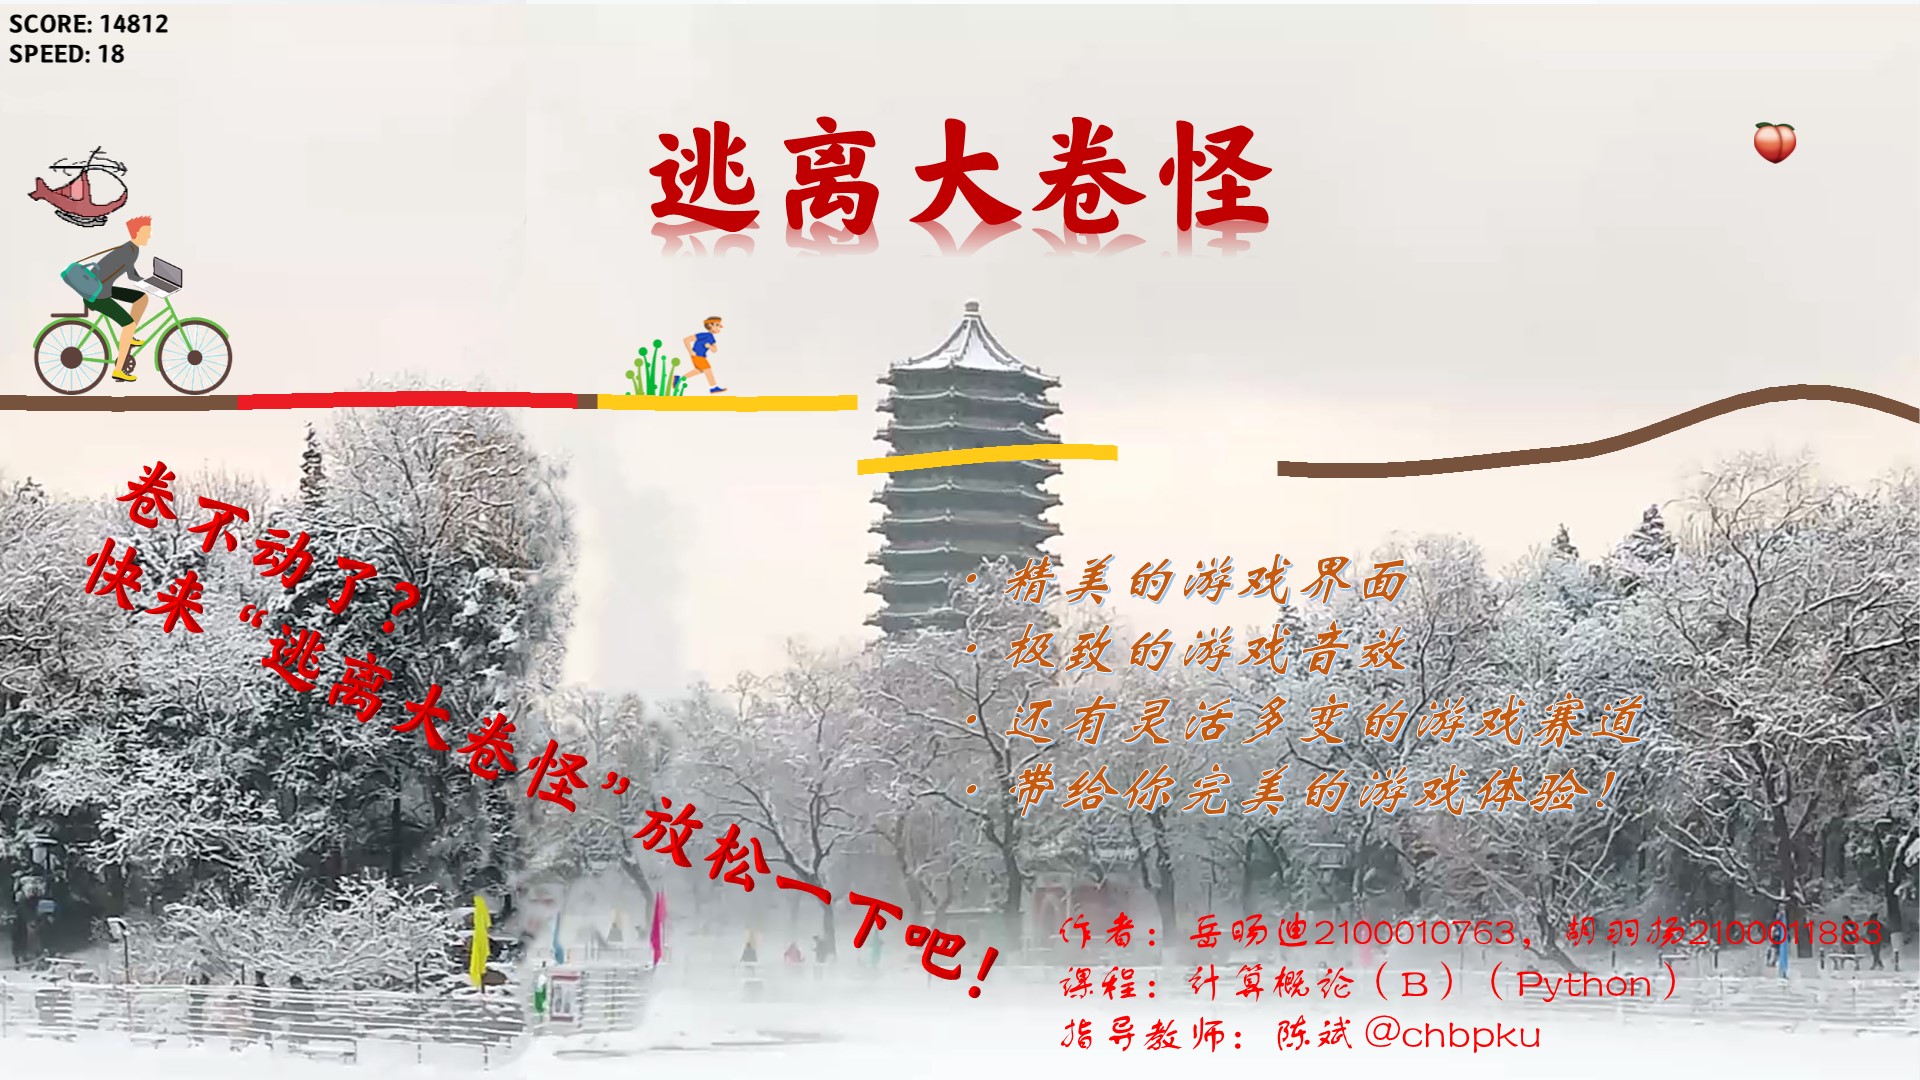 SCORE: 14812
SPEED: 18
逃离大卷怪
卷不动了?
快来“逃离大卷怪”放松一下吧!
· 精美的游戏界面
· 极致的游戏音效
· 还有灵活多变的游戏赛道
· 带给你完美的游戏体验!
作者：岳旸迪2100010763，胡羽扬2100011883
课程：计算概论（B）（Python）
指导教师：陈斌@chbpku